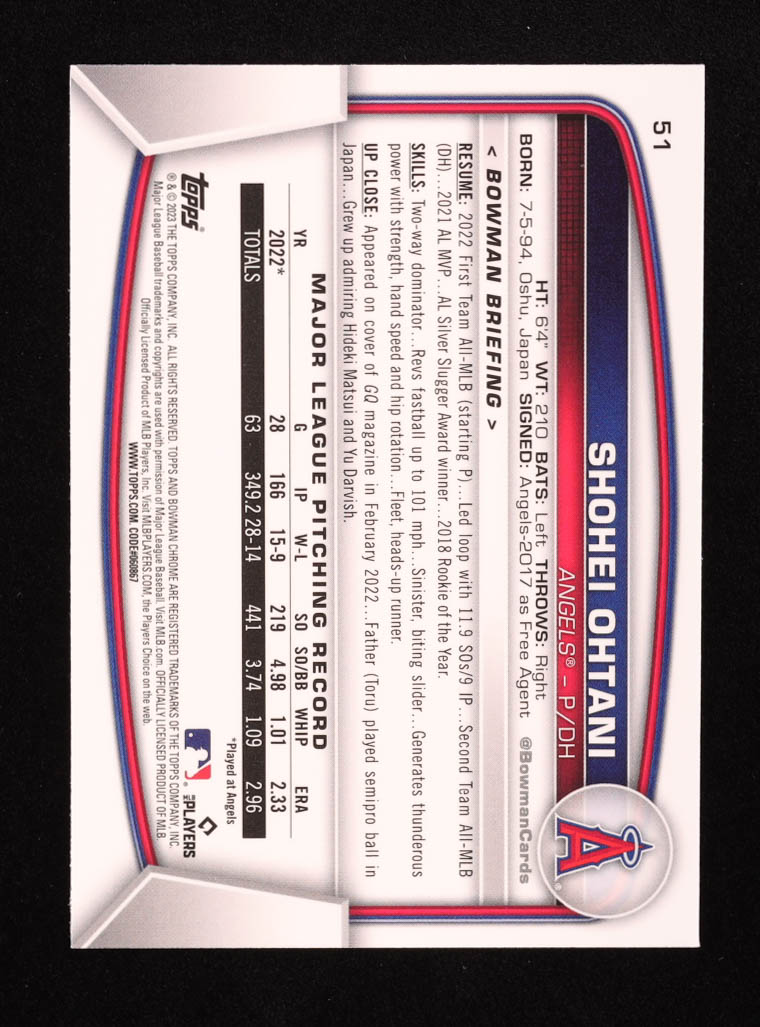 51
SHOHEI OHTANI
ANGELS® – P/DH
HT: 6'4" WT: 210 BATS: Left THROWS: Right
BORN: 7-5-94, Oshu, Japan SIGNED: Angels-2017 as Free Agent @BowmanCards
< BOWMAN BRIEFING >
RESUME: 2022 First Team All-MLB (starting P)...Led loop with 11.9 SOs/9 IP...Second Team All-MLB
(DH)...2021 AL MVP...AL Silver Slugger Award winner...2018 Rookie of the Year.
SKILLS: Two-way dominator...Revs fastball up to 101 mph...Sinister, biting slider...Generates thunderous
power with strength, hand speed and hip rotation....Fleet, heads-up runner.
UP CLOSE: Appeared on cover of GQ magazine in February 2022...Father (Toru) played semipro ball in
Japan...Grew up admiring Hideki Matsui and Yu Darvish.
MAJOR LEAGUE PITCHING RECORD
YR G IP W-L SO SO/BB WHIP ERA
2022* 28 166 15-9 219 4.98 1.01 2.33
TOTALS 63 349.2 28-14 441 3.74 1.09 2.96
*Played at Angels
topps®
® & © 2023 THE TOPPS COMPANY, INC. ALL RIGHTS RESERVED. TOPPS AND BOWMAN CHROME ARE REGISTERED TRADEMARKS OF THE TOPPS COMPANY, INC.
Major League Baseball trademarks and copyrights are used with permission of Major League Baseball. Visit MLB.com. OFFICIALLY LICENSED PRODUCT OF MLB.
Officially Licensed Product of MLB Players, Inc. Visit MLBPLAYERS.COM, the Players Choice on the web.
WWW.TOPPS.COM. CODE#060867
MLB PLAYERS
A®